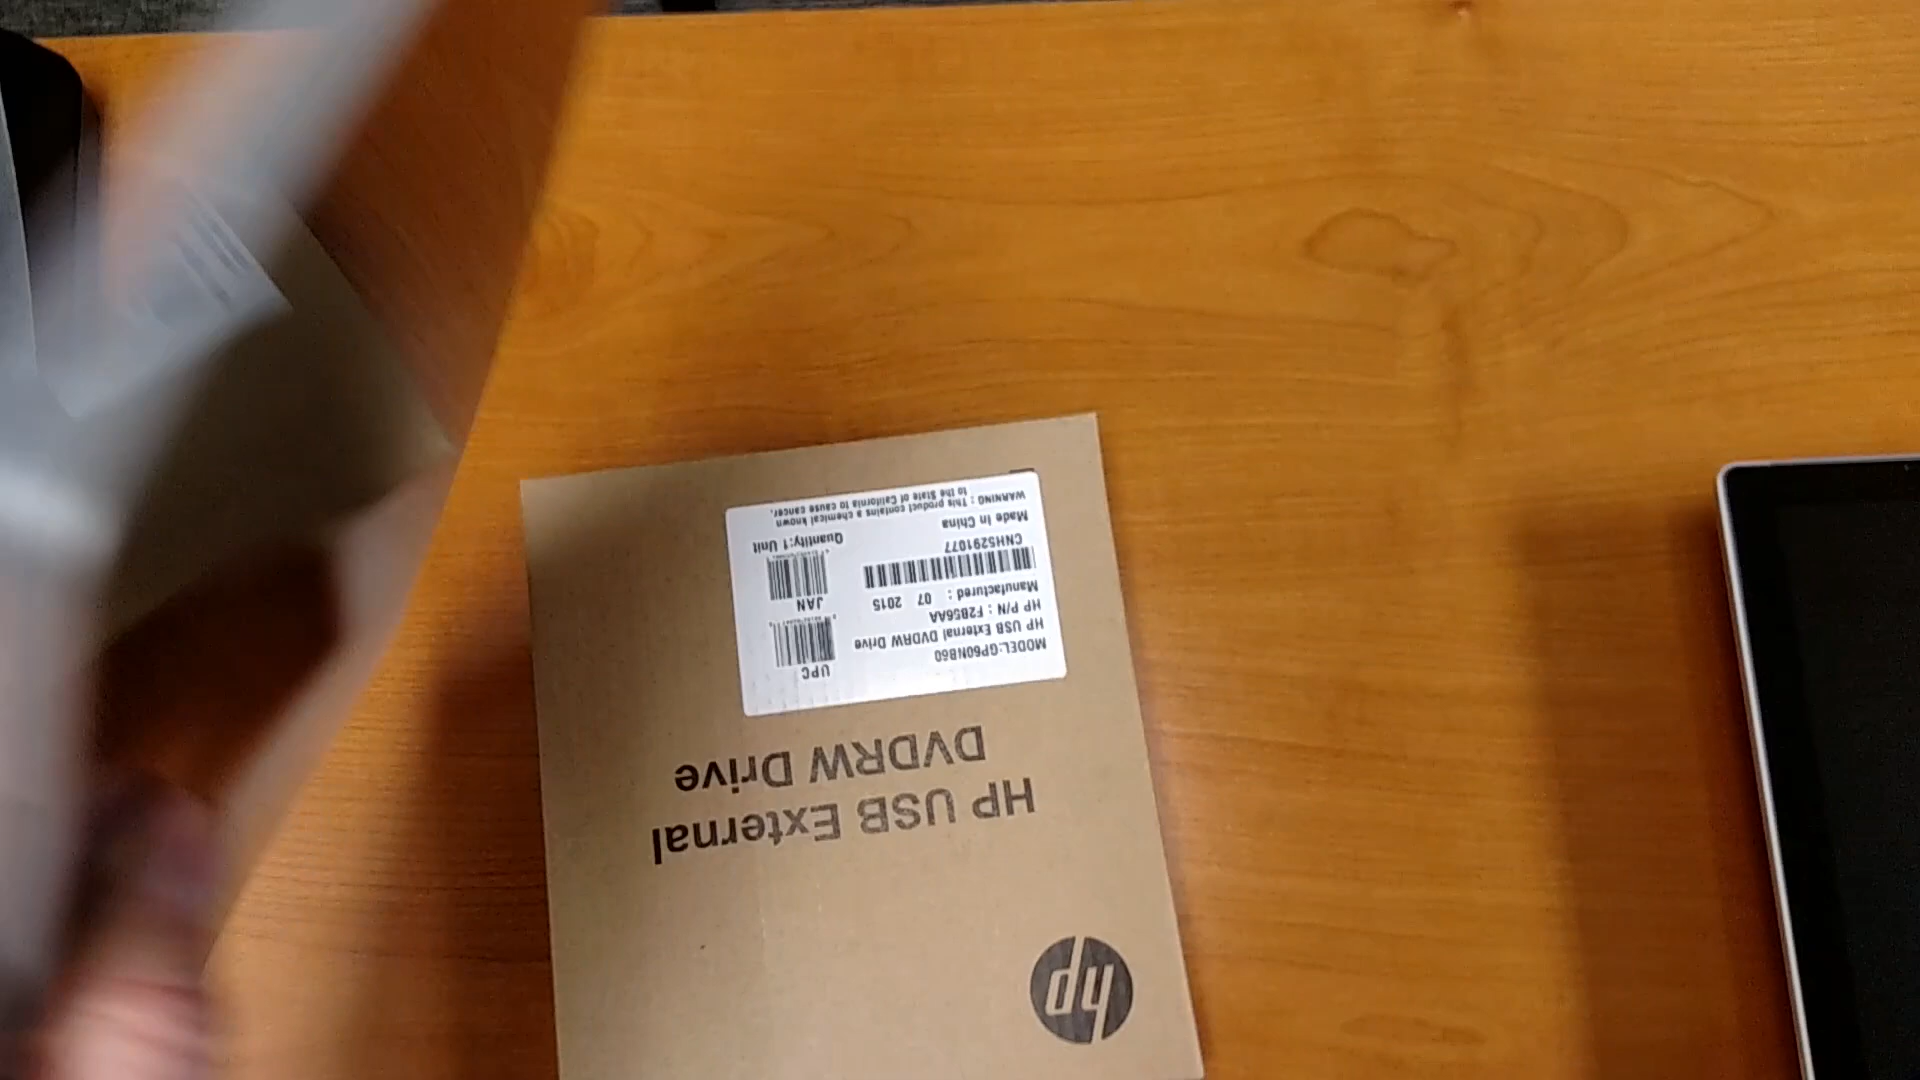 hp
HP USB External
DVDRW Drive
MODEL:GP60NB60
HP USB External DVDRW Drive
HP P/N : F2B56AA
Manufactured : 07 2015
CNH5291077
Made In China
WARNING : This product contains a chemical known
to the State of California to cause cancer.
UPC
JAN
Quantity:1 Unit